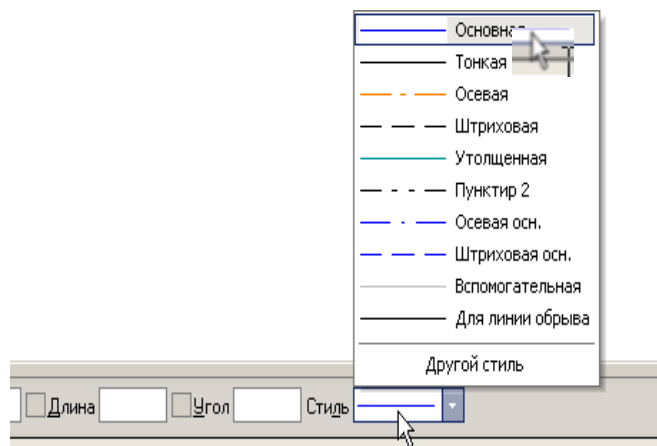 Основная
Тонкая
Осевая
Штриховая
Утолщенная
Пунктир 2
Осевая осн.
Штриховая осн.
Вспомогательная
Для линии обрыва
Другой стиль
Длина Угол Стиль